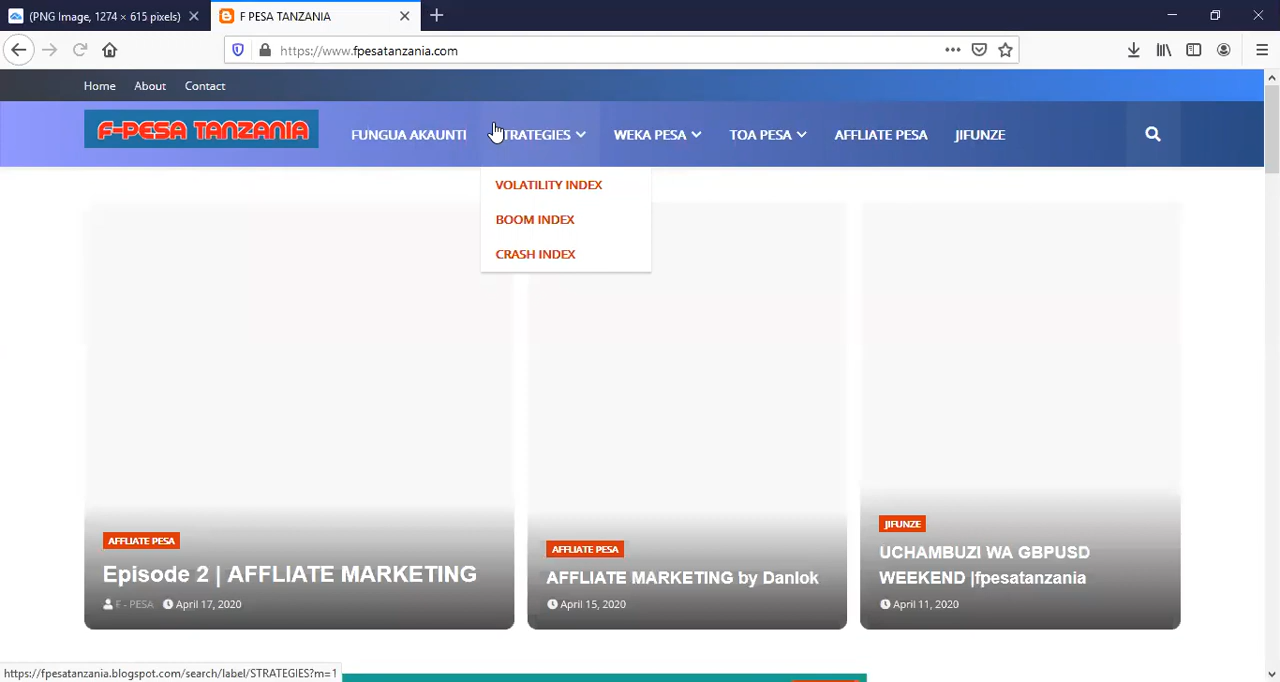 (PNG Image, 1274 × 615 pixels)
F PESA TANZANIA
https://www.fpesatanzania.com
Home About Contact
F-PESA TANZANIA
FUNGUA AKAUNTI
TRATEGIES
WEKA PESA
TOA PESA
AFFLIATE PESA
JIFUNZE
VOLATILITY INDEX
BOOM INDEX
CRASH INDEX
AFFLIATE PESA
Episode 2 | AFFLIATE MARKETING
F - PESA April 17, 2020
AFFLIATE PESA
AFFLIATE MARKETING by Danlok
April 15, 2020
JIFUNZE
UCHAMBUZI WA GBPUSD
WEEKEND |fpesatanzania
April 11, 2020
https://fpesatanzania.blogspot.com/search/label/STRATEGIES?m=1